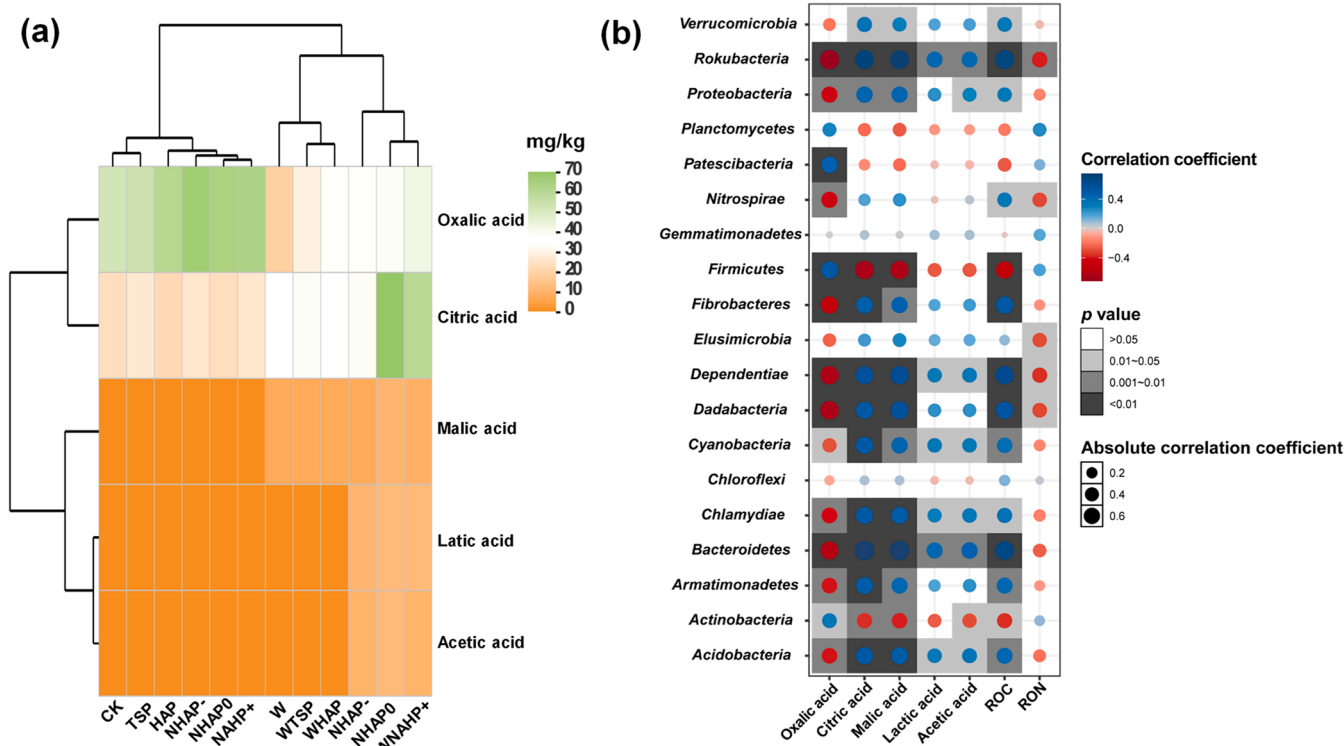 (a)
mg/kg
70
60
50
40
30
20
10
0
Oxalic acid
Citric acid
Malic acid
Latic acid
Acetic acid
CK
TSP
HAP
NHAP-
NHAP0
NAHP+
W
WTSP
WHAP
NHAP-
NHAP0
WNAHP+
(b)
Verrucomicrobia
Rokubacteria
Proteobacteria
Planctomycetes
Patescibacteria
Nitrospirae
Gemmatimonadetes
Firmicutes
Fibrobacteres
Elusimicrobia
Dependentiae
Dadabacteria
Cyanobacteria
Chloroflexi
Chlamydiae
Bacteroidetes
Armatimonadetes
Actinobacteria
Acidobacteria
Oxalic acid
Citric acid
Malic acid
Lactic acid
Acetic acid
ROC
RON
Correlation coefficient
0.4
0.0
−0.4
p value
>0.05
0.01~0.05
0.001~0.01
<0.01
Absolute correlation coefficient
0.2
0.4
0.6